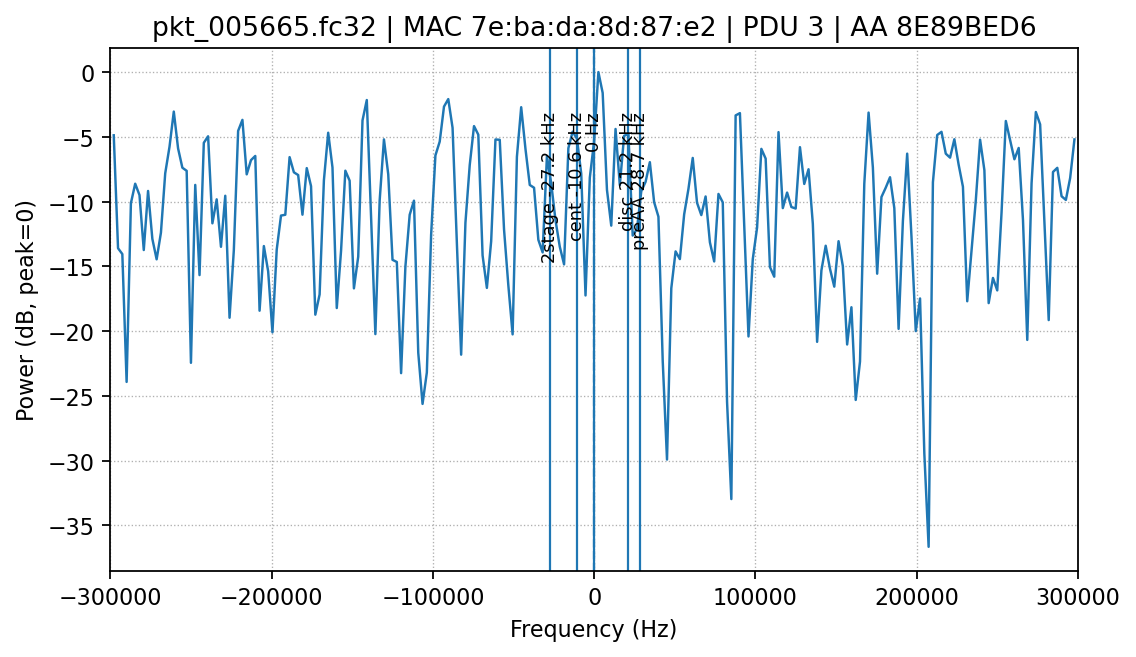 pkt_005665.fc32 | MAC 7e:ba:da:8d:87:e2 | PDU 3 | AA 8E89BED6
Power (dB, peak=0)
0
−5
−10
−15
−20
−25
−30
−35
2stage -27.2 kHz
cent -10.6 kHz
0 Hz
disc 21.2 kHz
preAA 28.7 kHz
−300000
−200000
−100000
0
100000
200000
300000
Frequency (Hz)